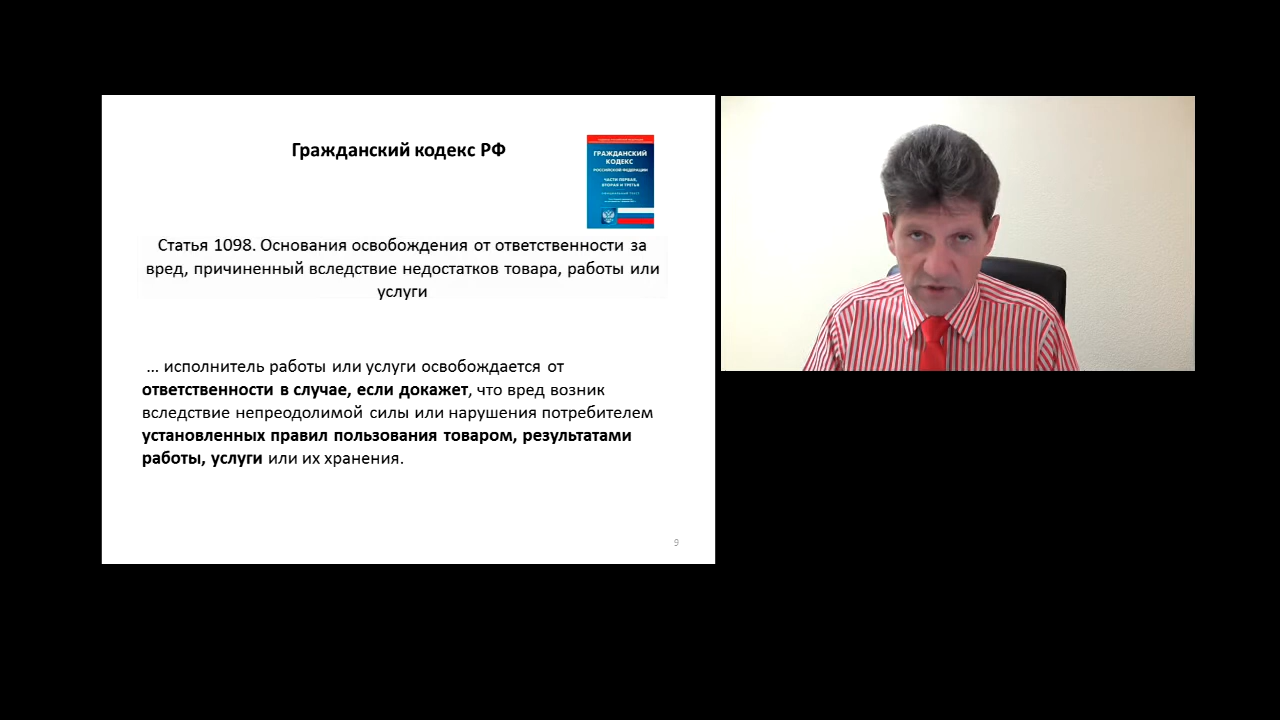 Гражданский кодекс РФ
ГРАЖДАНСКИЙ
КОДЕКС
РОССИЙСКОЙ ФЕДЕРАЦИИ
ЧАСТИ ПЕРВАЯ,
ВТОРАЯ И ТРЕТЬЯ
Статья 1098. Основания освобождения от ответственности за
вред, причиненный вследствие недостатков товара, работы или
услуги
... исполнитель работы или услуги освобождается от
ответственности в случае, если докажет, что вред возник
вследствие непреодолимой силы или нарушения потребителем
установленных правил пользования товаром, результатами
работы, услуги или их хранения.
9